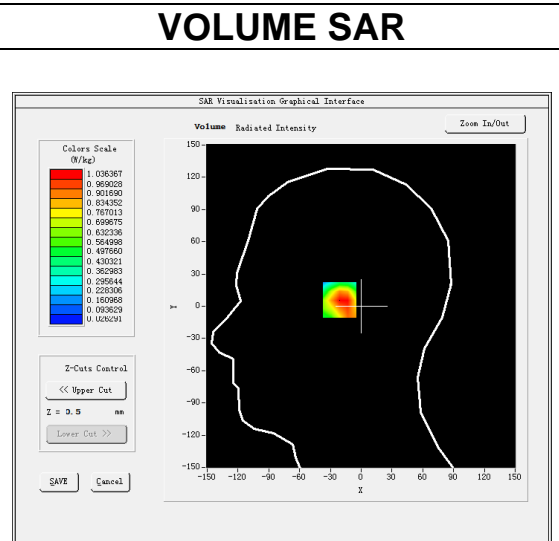 VOLUME SAR
SAR Visualisation Graphical Interface
Volume Radiated Intensity
Zoom In/Out
Colors Scale
(W/kg)
1.036367
0.969028
0.901690
0.834352
0.767013
0.699675
0.632336
0.564998
0.497660
0.430321
0.362983
0.295644
0.228306
0.160968
0.093629
0.026291
Z-Cuts Control
<< Upper Cut
Z = 0.5 mm
Lower Cut >>
SAVE Cancel
150
120
90
60
30
0
-30
-60
-90
-120
-150
Y
-150 -120 -90 -60 -30 0 30 60 90 120 150
X